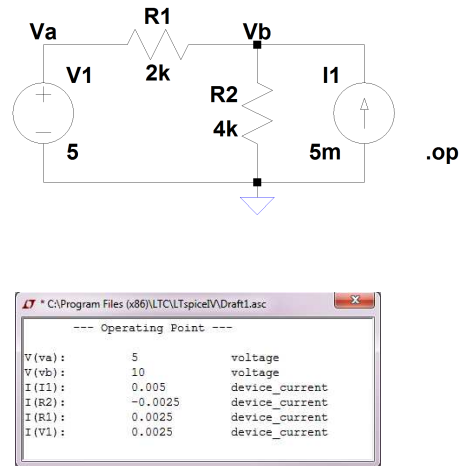 R1
Va
Vb
V1
2k
R2
I1
4k
5
5m
.op
* C:\Program Files (x86)\LTC\LTspiceIV\Draft1.asc
--- Operating Point ---
V(va): 5 voltage
V(vb): 10 voltage
I(I1): 0.005 device_current
I(R2): -0.0025 device_current
I(R1): 0.0025 device_current
I(V1): 0.0025 device_current